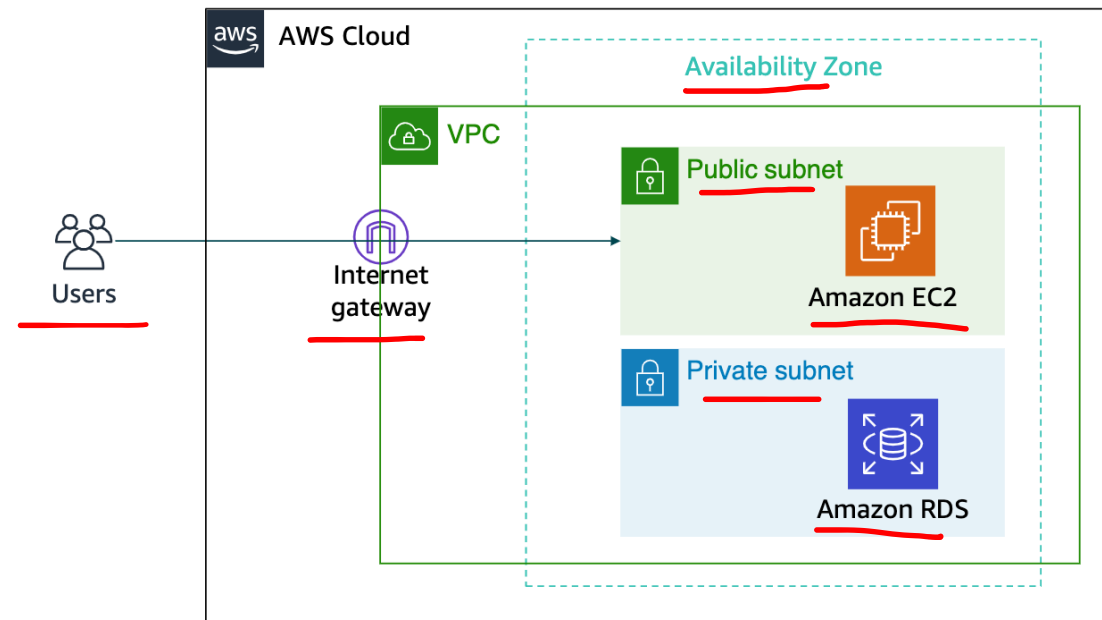 aws
AWS Cloud
Availability Zone
VPC
Public subnet
Users
Internet
gateway
Amazon EC2
Private subnet
Amazon RDS